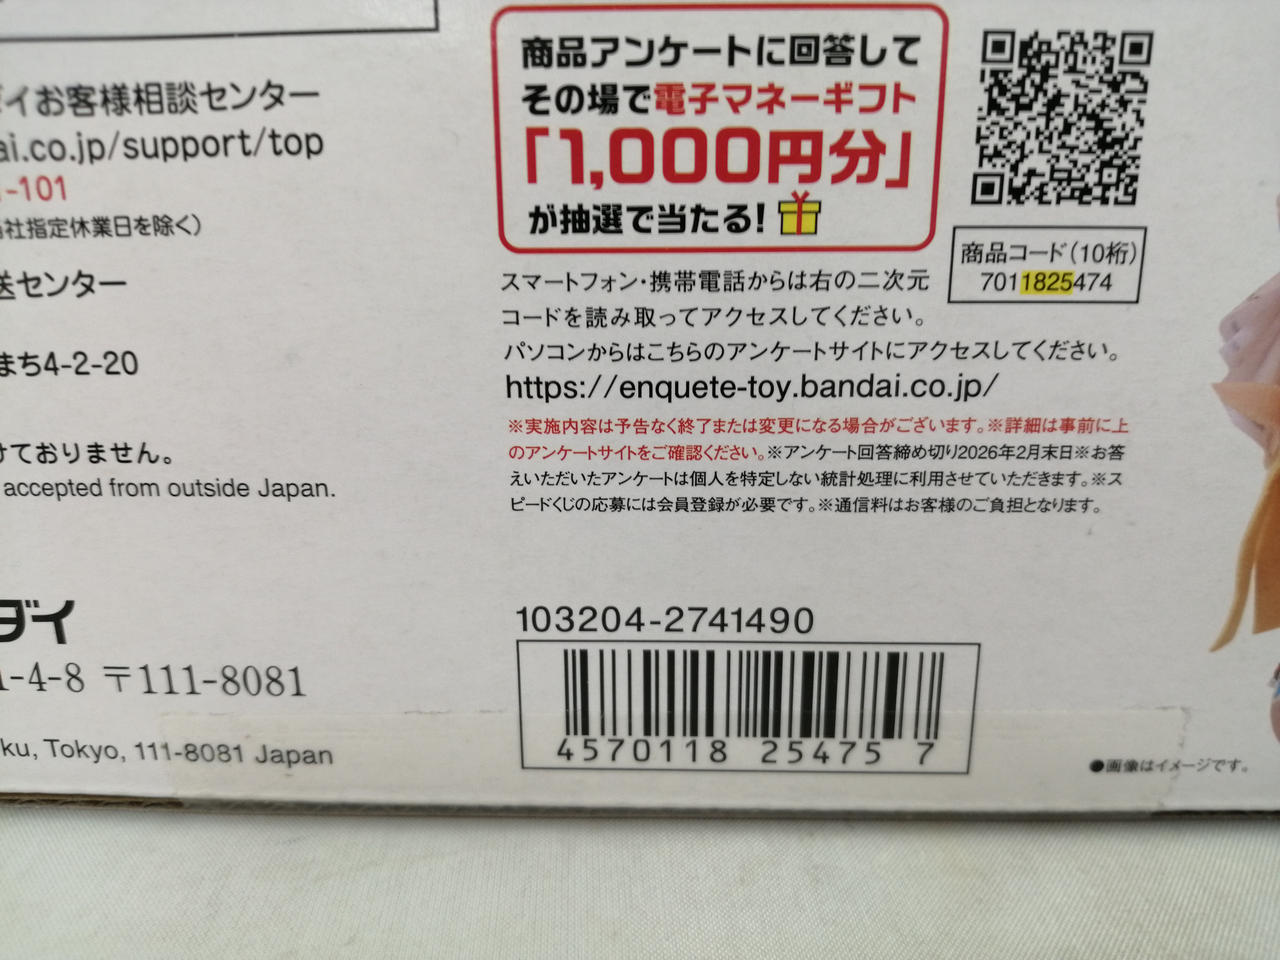 イお客様相談センター
ai.co.jp/support/top
-101
社指定休業日を除く)
送センター
まち4-2-20
けておりません。
accepted from outside Japan.
ダイ
1-4-8 〒111-8081
ku, Tokyo, 111-8081 Japan
商品アンケートに回答して
その場で電子マネーギフト
「1,000円分」
が抽選で当たる!
商品コード(10桁)
7011825474
スマートフォン・携帯電話からは右の二次元
コードを読み取ってアクセスしてください。
パソコンからはこちらのアンケートサイトにアクセスしてください。
https://enquete-toy.bandai.co.jp/
※実施内容は予告なく終了または変更になる場合がございます。※詳細は事前に上
のアンケートサイトをご確認ください。※アンケート回答締め切り2026年2月末日※お答
えいただいたアンケートは個人を特定しない統計処理に利用させていただきます。※ス
ピードくじの応募には会員登録が必要です。※通信料はお客様のご負担となります。
103204-2741490
4570118 25475 7
●画像はイメージです。